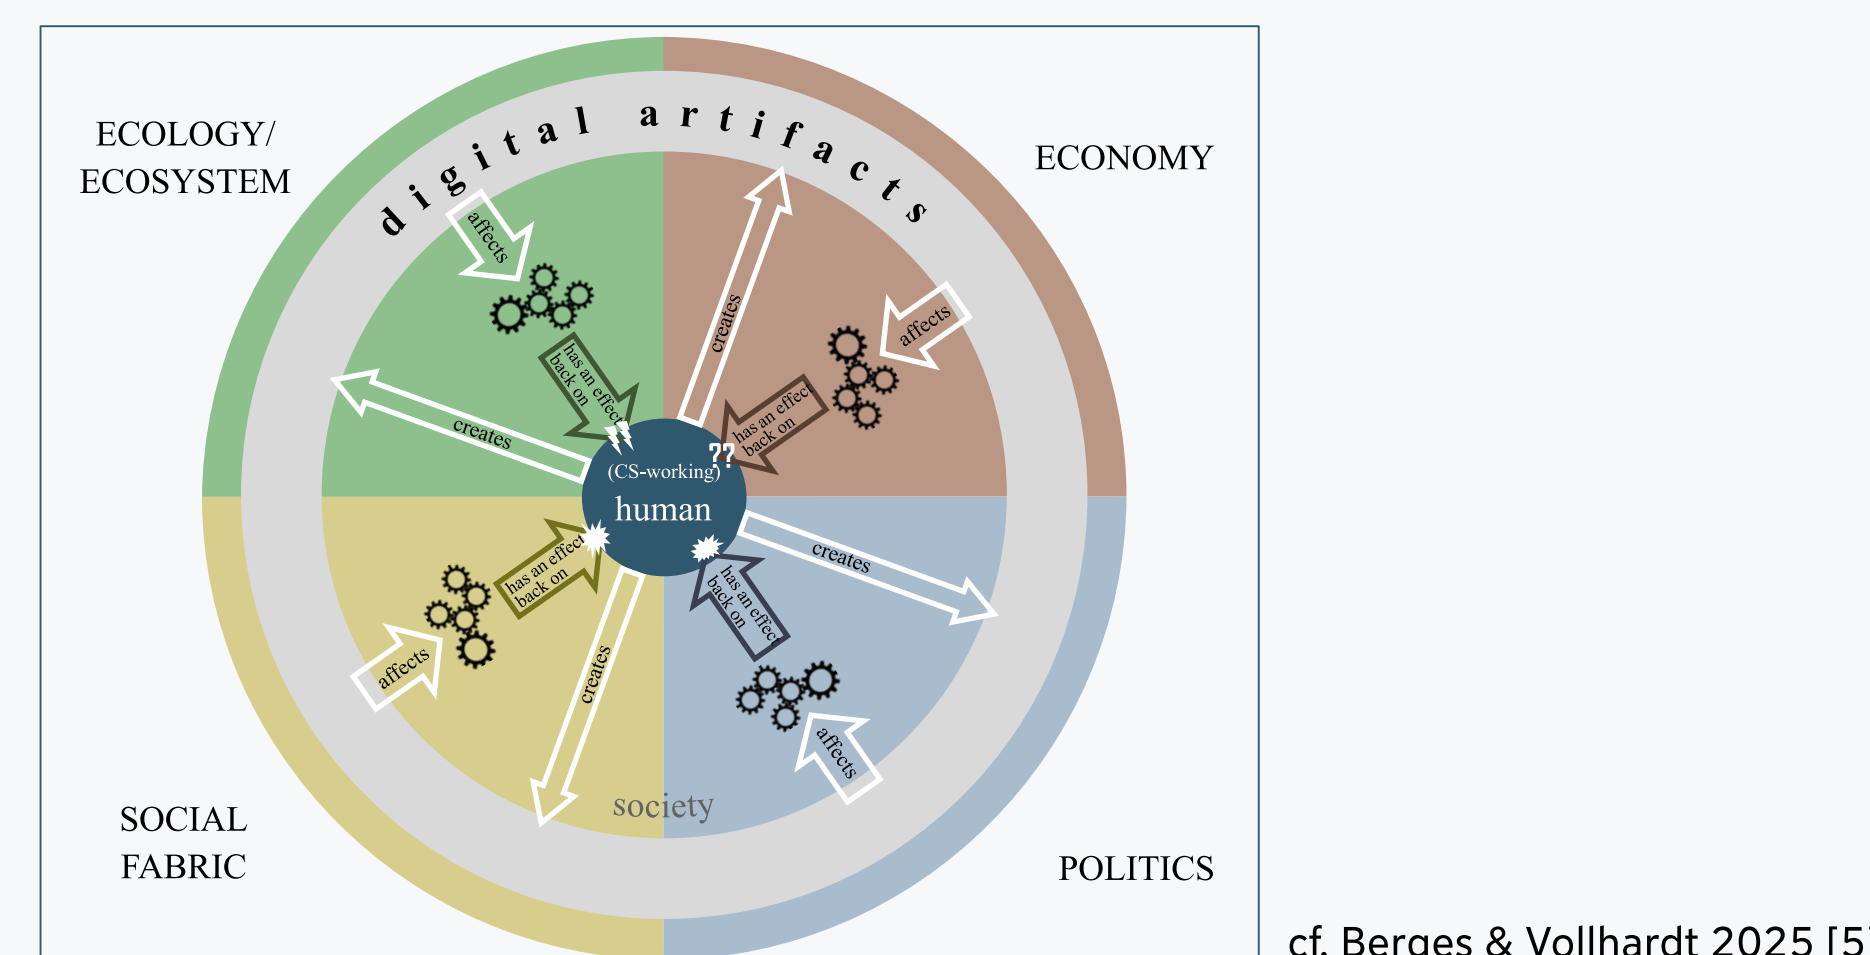 digital artifacts
ECOLOGY/
ECOSYSTEM
ECONOMY
affects
creates
affects
has an effect
back on
has an effect
back on
creates
??
(CS-working)
human
creates
has an effect
back on
has an effect
back on
affects
creates
affects
society
SOCIAL
FABRIC
POLITICS
cf. Berges & Vollhardt 2025 [5]